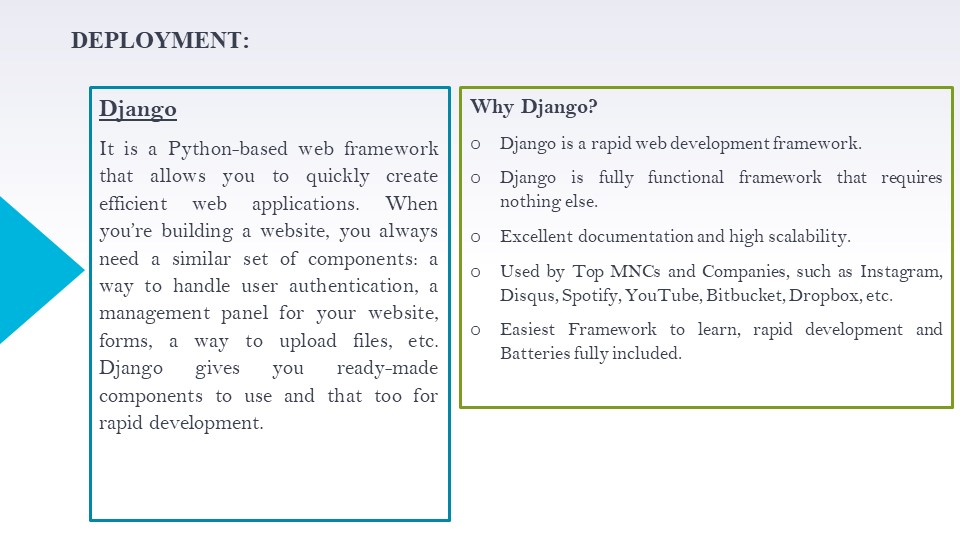 DEPLOYMENT:
Django
It is a Python-based web framework
that allows you to quickly create
efficient web applications. When
you're building a website, you always
need a similar set of components: a
way to handle user authentication, a
management panel for your website,
forms, a way to upload files, etc.
Django gives you ready-made
components to use and that too for
rapid development.
Why Django?
o Django is a rapid web development framework.
o Django is fully functional framework that requires
nothing else.
o Excellent documentation and high scalability.
o Used by Top MNCs and Companies, such as Instagram,
Disqus, Spotify, YouTube, Bitbucket, Dropbox, etc.
o Easiest Framework to learn, rapid development and
Batteries fully included.